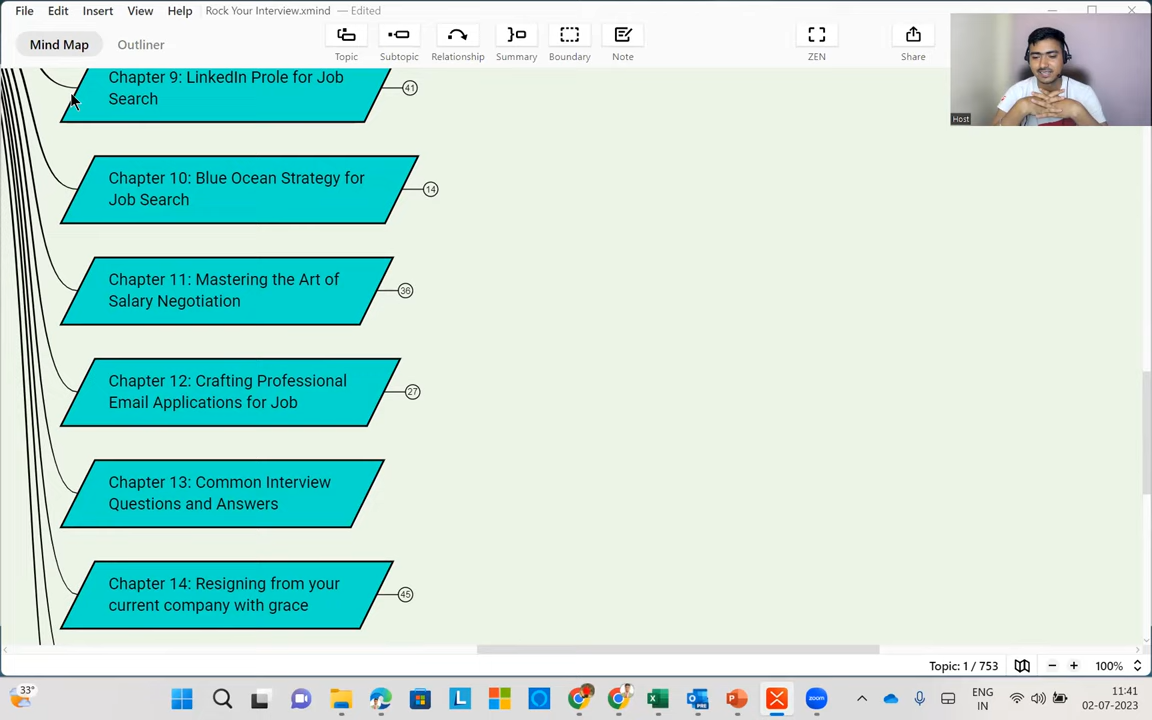 File Edit Insert View Help Rock Your Interview.xmind — Edited
Mind Map Outliner
Topic Subtopic Relationship Summary Boundary Note ZEN Share
Host
Chapter 9: LinkedIn Prole for Job
Search
41
Chapter 10: Blue Ocean Strategy for
Job Search
14
Chapter 11: Mastering the Art of
Salary Negotiation
36
Chapter 12: Crafting Professional
Email Applications for Job
27
Chapter 13: Common Interview
Questions and Answers
Chapter 14: Resigning from your
current company with grace
45
Topic: 1 / 753 100%
33°
L PRE zoom
ENG
IN
11:41
02-07-2023